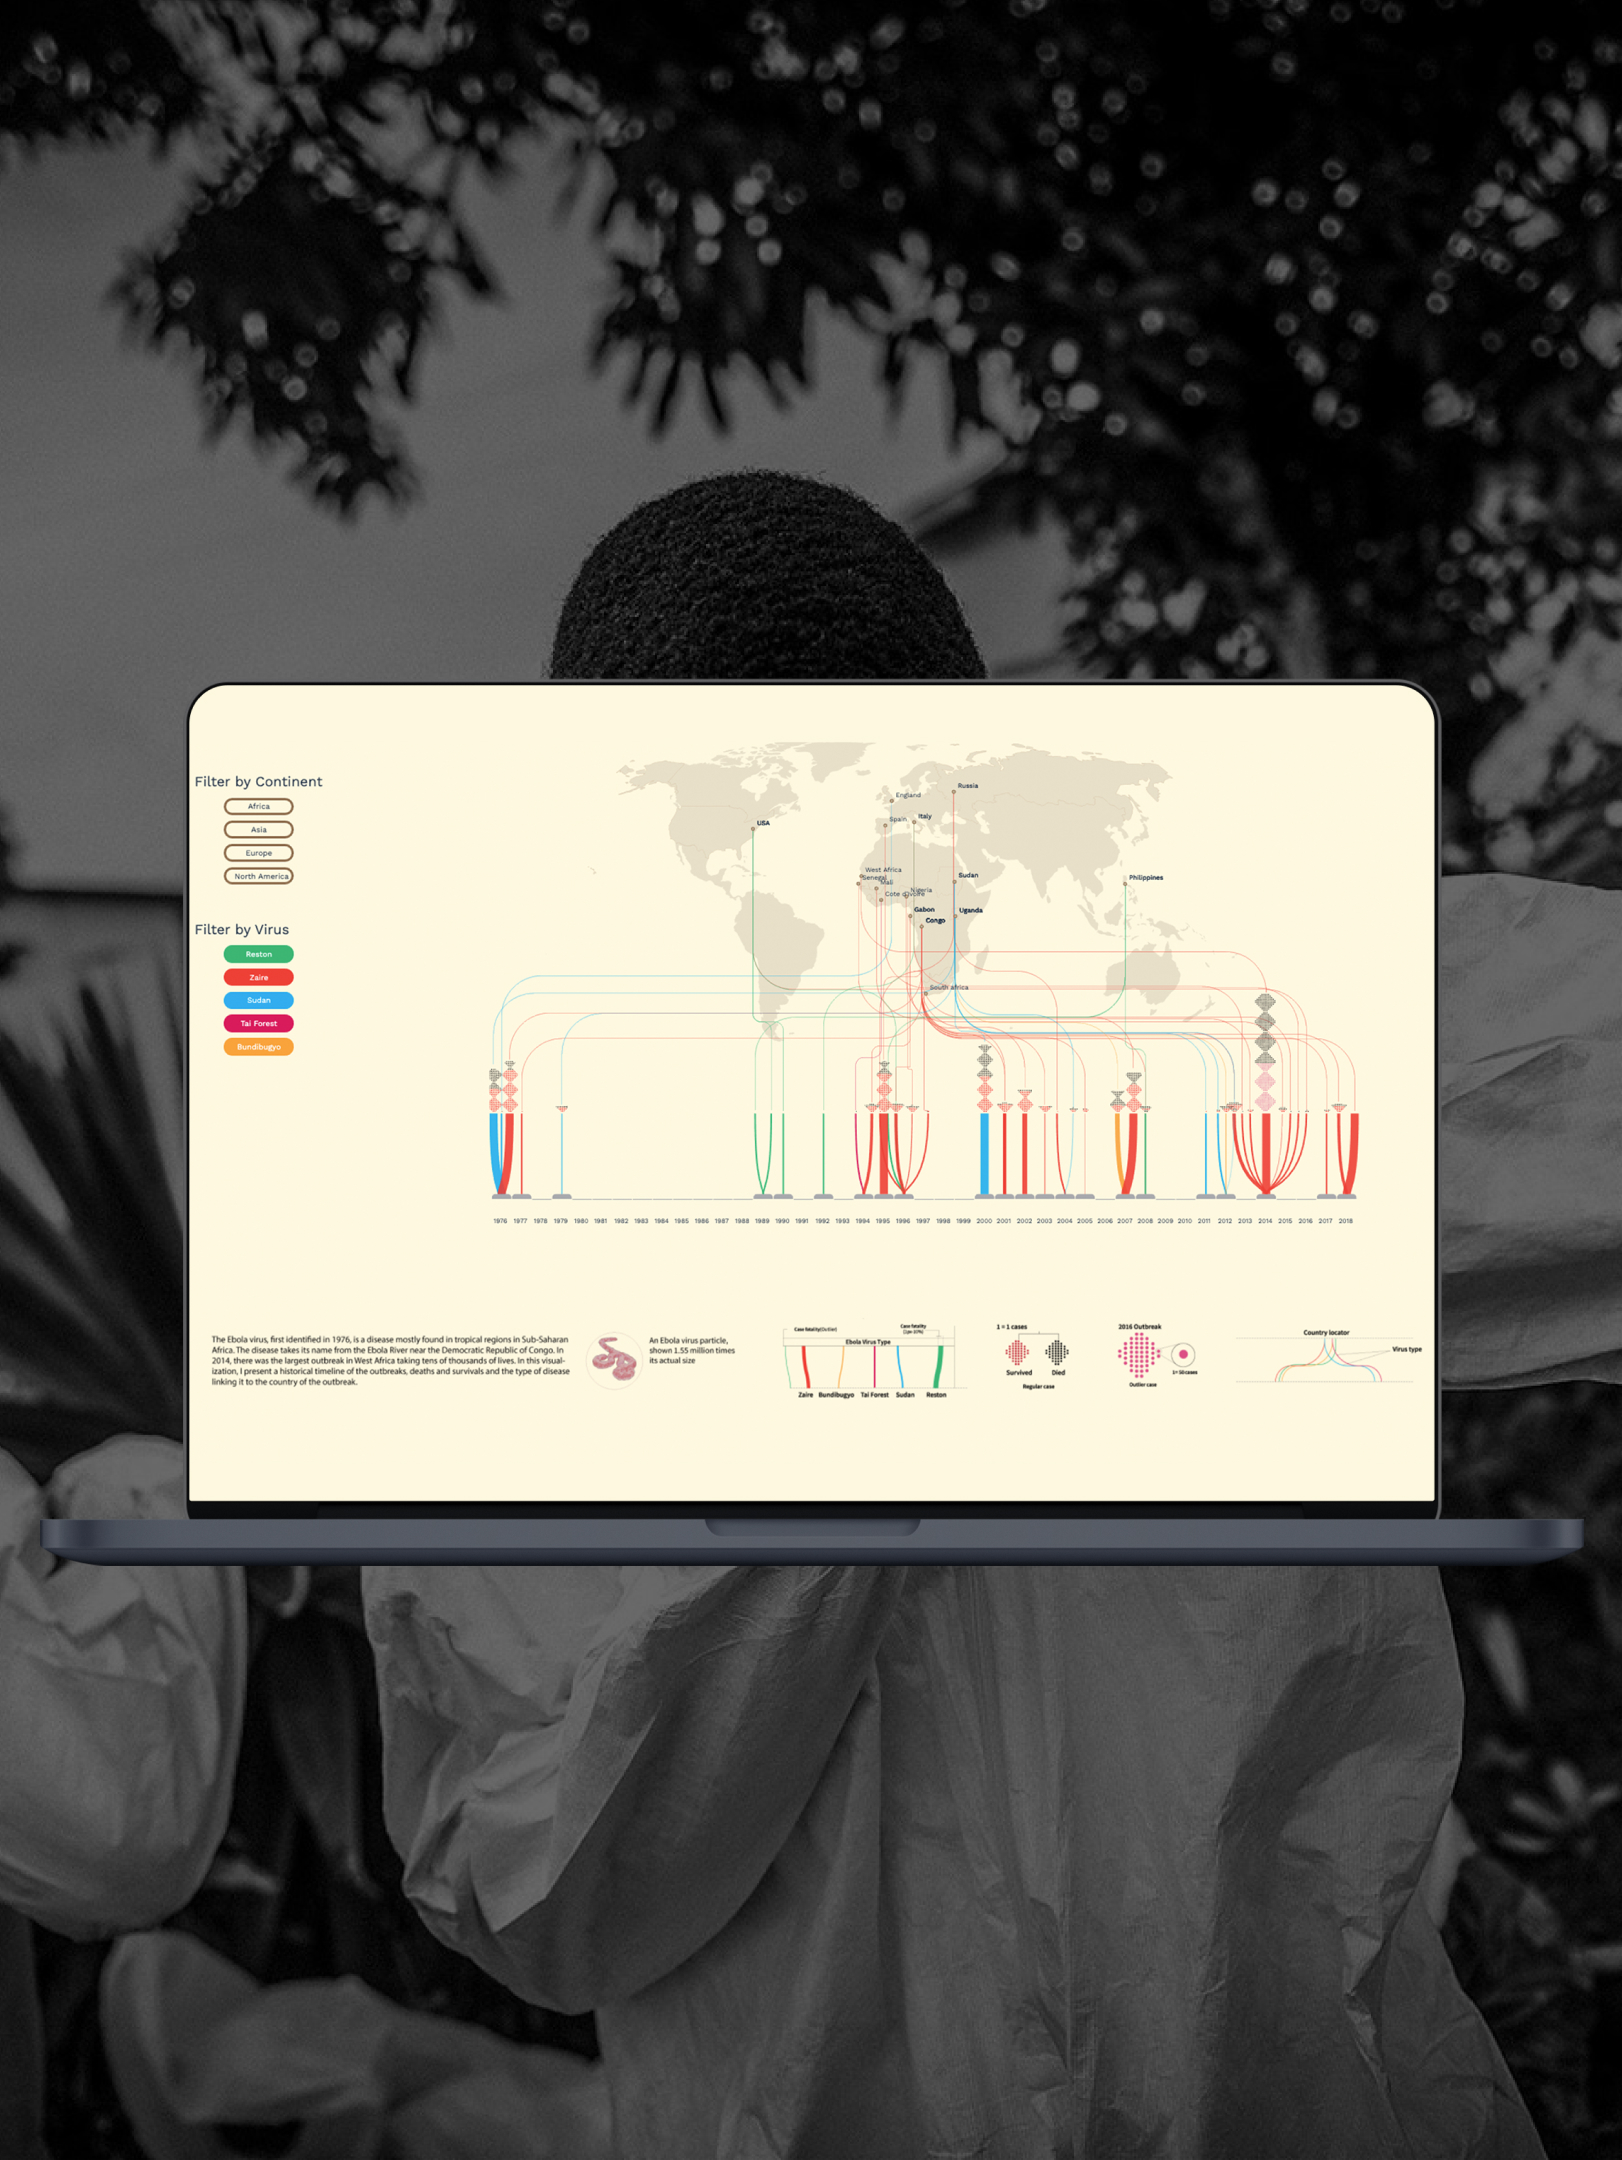 Filter by Continent
Africa
Asia
Europe
North America
Filter by Virus
Reston
Zaire
Sudan
Tai Forest
Bundibugyo
Russia
England
Italy
Spain
USA
West Africa
Senegal
Mali
Nigeria
Cote d'Ivoire
Sudan
Philippines
Gabon
Uganda
Congo
South africa
1976 1977 1978 1979 1980 1981 1982 1983 1984 1985 1986 1987 1988 1989 1990 1991 1992 1993 1994 1995 1996 1997 1998 1999 2000 2001 2002 2003 2004 2005 2006 2007 2008 2009 2010 2011 2012 2013 2014 2015 2016 2017 2018
The Ebola virus, first identified in 1976, is a disease mostly found in tropical regions in Sub-Saharan
Africa. The disease takes its name from the Ebola River near the Democratic Republic of Congo. In
2014, there was the largest outbreak in West Africa taking tens of thousands of lives. In this visual-
ization, I present a historical timeline of the outbreaks, deaths and survivals and the type of disease
linking it to the country of the outbreak.
An Ebola virus particle,
shown 1.55 million times
its actual size
Case fatality(Outlier)
Case fatality
Ebola Virus Type
Zaire Bundibugyo Tai Forest Sudan Reston
1 = 1 cases
Survived Died
Regular case
2016 Outbreak
1= 50 cases
Outlier case
Country locator
Virus type